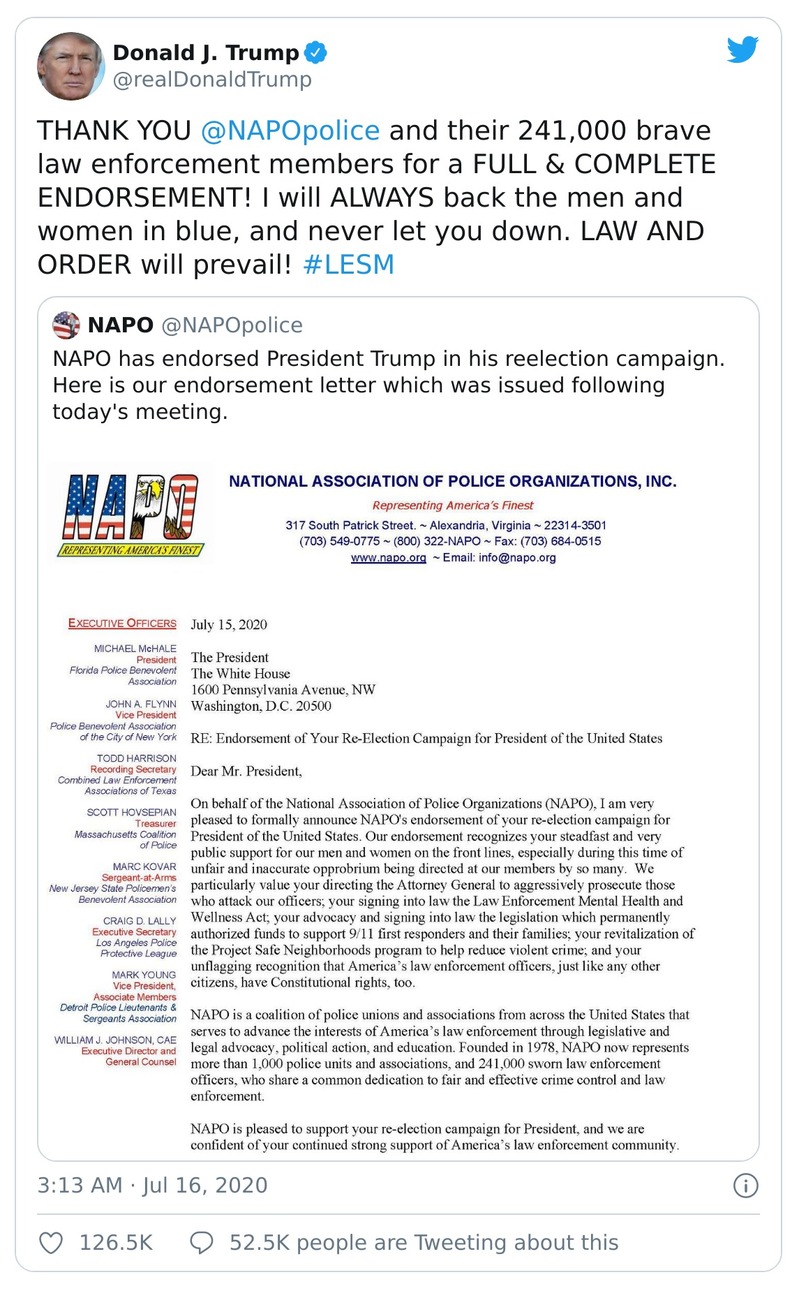 Donald J. Trump
@realDonaldTrump
THANK YOU @NAPOpolice and their 241,000 brave
law enforcement members for a FULL & COMPLETE
ENDORSEMENT! I will ALWAYS back the men and
women in blue, and never let you down. LAW AND
ORDER will prevail! #LESM
NAPO @NAPOpolice
NAPO has endorsed President Trump in his reelection campaign.
Here is our endorsement letter which was issued following
today's meeting.
NAPO
REPRESENTING AMERICA'S FINEST
NATIONAL ASSOCIATION OF POLICE ORGANIZATIONS, INC.
Representing America's Finest
317 South Patrick Street. ~ Alexandria, Virginia ~ 22314-3501
(703) 549-0775 ~ (800) 322-NAPO ~ Fax: (703) 684-0515
www.napo.org ~ Email: info@napo.org
EXECUTIVE OFFICERS
MICHAEL McHALE
President
Florida Police Benevolent
Association
JOHN A. FLYNN
Vice President
Police Benevolent Association
of the City of New York
TODD HARRISON
Recording Secretary
Combined Law Enforcement
Associations of Texas
SCOTT HOVSEPIAN
Treasurer
Massachusetts Coalition
of Police
MARC KOVAR
Sergeant-at-Arms
New Jersey State Policemen's
Benevolent Association
CRAIG D. LALLY
Executive Secretary
Los Angeles Police
Protective League
MARK YOUNG
Vice President,
Associate Members
Detroit Police Lieutenants &
Sergeants Association
WILLIAM J. JOHNSON, CAE
Executive Director and
General Counsel
July 15, 2020
The President
The White House
1600 Pennsylvania Avenue, NW
Washington, D.C. 20500
RE: Endorsement of Your Re-Election Campaign for President of the United States
Dear Mr. President,
On behalf of the National Association of Police Organizations (NAPO), I am very
pleased to formally announce NAPO's endorsement of your re-election campaign for
President of the United States. Our endorsement recognizes your steadfast and very
public support for our men and women on the front lines, especially during this time of
unfair and inaccurate opprobrium being directed at our members by so many. We
particularly value your directing the Attorney General to aggressively prosecute those
who attack our officers; your signing into law the Law Enforcement Mental Health and
Wellness Act; your advocacy and signing into law the legislation which permanently
authorized funds to support 9/11 first responders and their families; your revitalization of
the Project Safe Neighborhoods program to help reduce violent crime; and your
unflagging recognition that America's law enforcement officers, just like any other
citizens, have Constitutional rights, too.
NAPO is a coalition of police unions and associations from across the United States that
serves to advance the interests of America's law enforcement through legislative and
legal advocacy, political action, and education. Founded in 1978, NAPO now represents
more than 1,000 police units and associations, and 241,000 sworn law enforcement
officers, who share a common dedication to fair and effective crime control and law
enforcement.
NAPO is pleased to support your re-election campaign for President, and we are
confident of your continued strong support of America's law enforcement community.
3:13 AM · Jul 16, 2020
126.5K 52.5K people are Tweeting about this